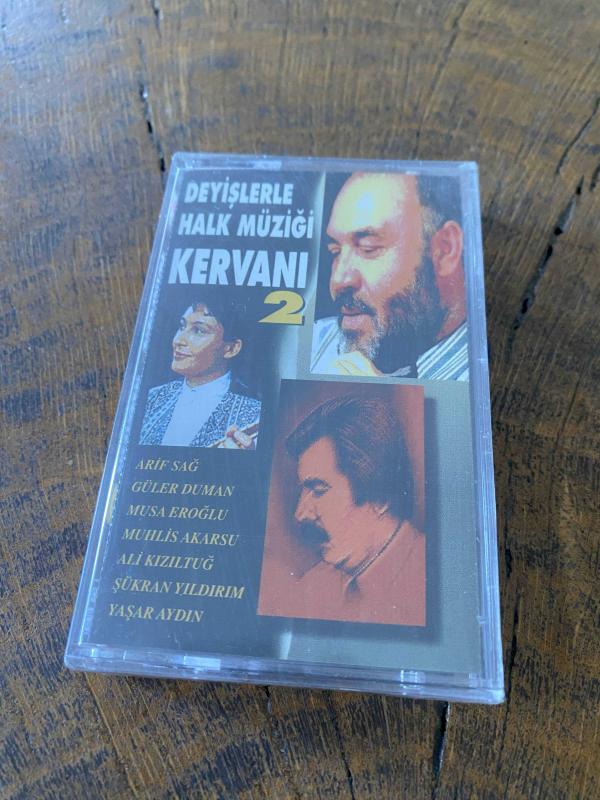 DEYİŞLERLE
HALK MÜZİĞİ
KERVANI
2
ARİF SAĞ
GÜLER DUMAN
MUSA EROĞLU
MUHLİS AKARSU
ALİ KIZILTUĞ
ŞÜKRAN YILDIRIM
YAŞAR AYDIN